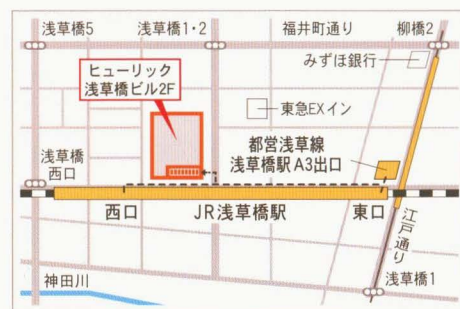 浅草橋5
浅草橋1・2
福井町通り
柳橋2
みずほ銀行
ヒューリック
浅草橋ビル2F
東急EXイン
都営浅草線
浅草橋駅A3出口
浅草橋
西口
西口
JR浅草橋駅
東口
江戸通り
神田川
浅草橋1